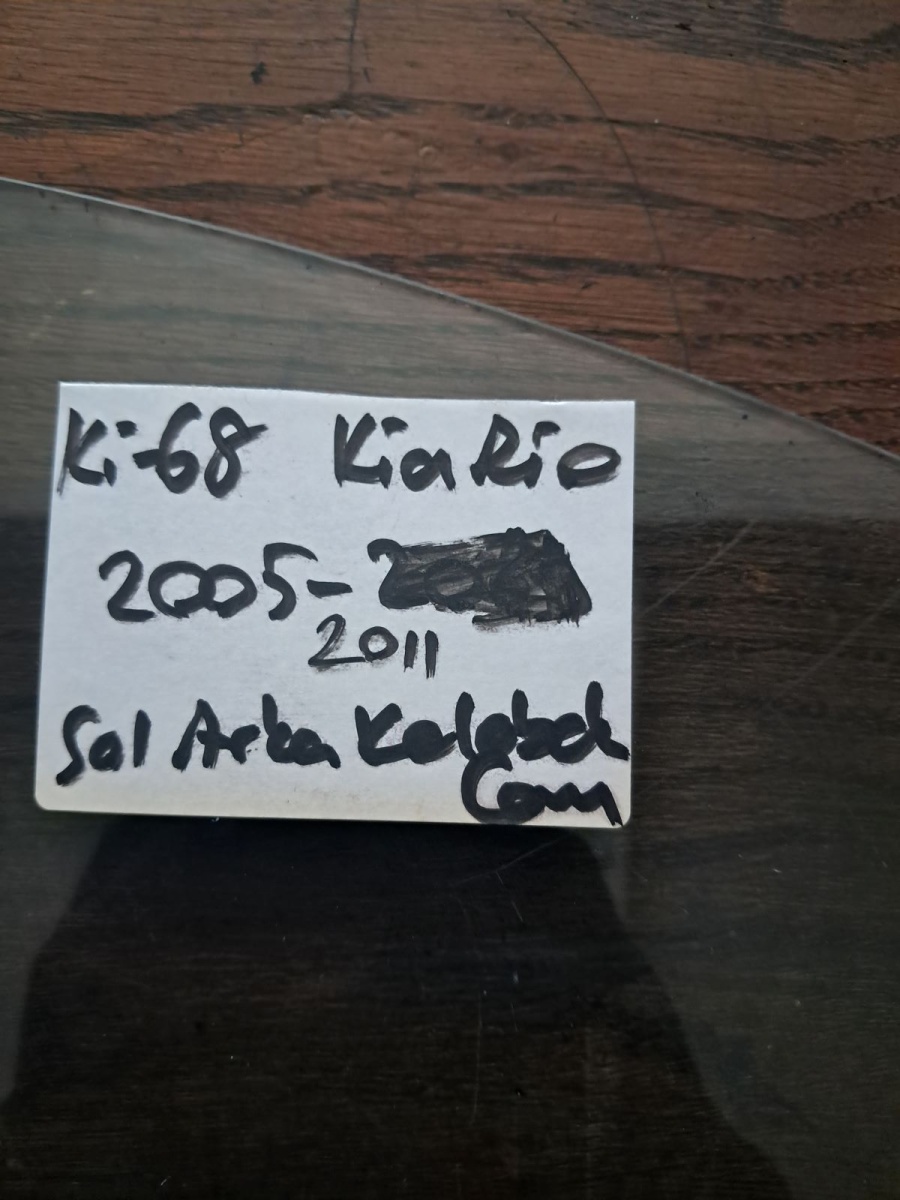 Ki-68 Kia Rio
2005-
2011
Sol Arka Kelebek
Cam